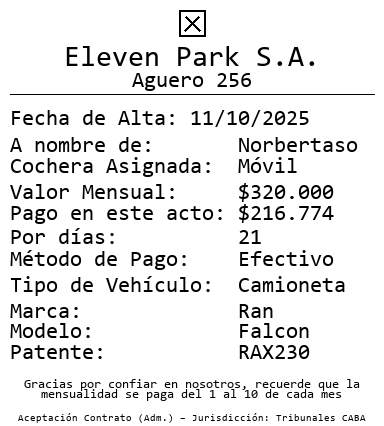 Eleven Park S.A.
Aguero 256
Fecha de Alta: 11/10/2025
A nombre de: Norbertaso
Cochera Asignada: Móvil
Valor Mensual: $320.000
Pago en este acto: $216.774
Por días: 21
Método de Pago: Efectivo
Tipo de Vehículo: Camioneta
Marca: Ran
Modelo: Falcon
Patente: RAX230
Gracias por confiar en nosotros, recuerde que la
mensualidad se paga del 1 al 10 de cada mes
Aceptación Contrato (Adm.) – Jurisdicción: Tribunales CABA